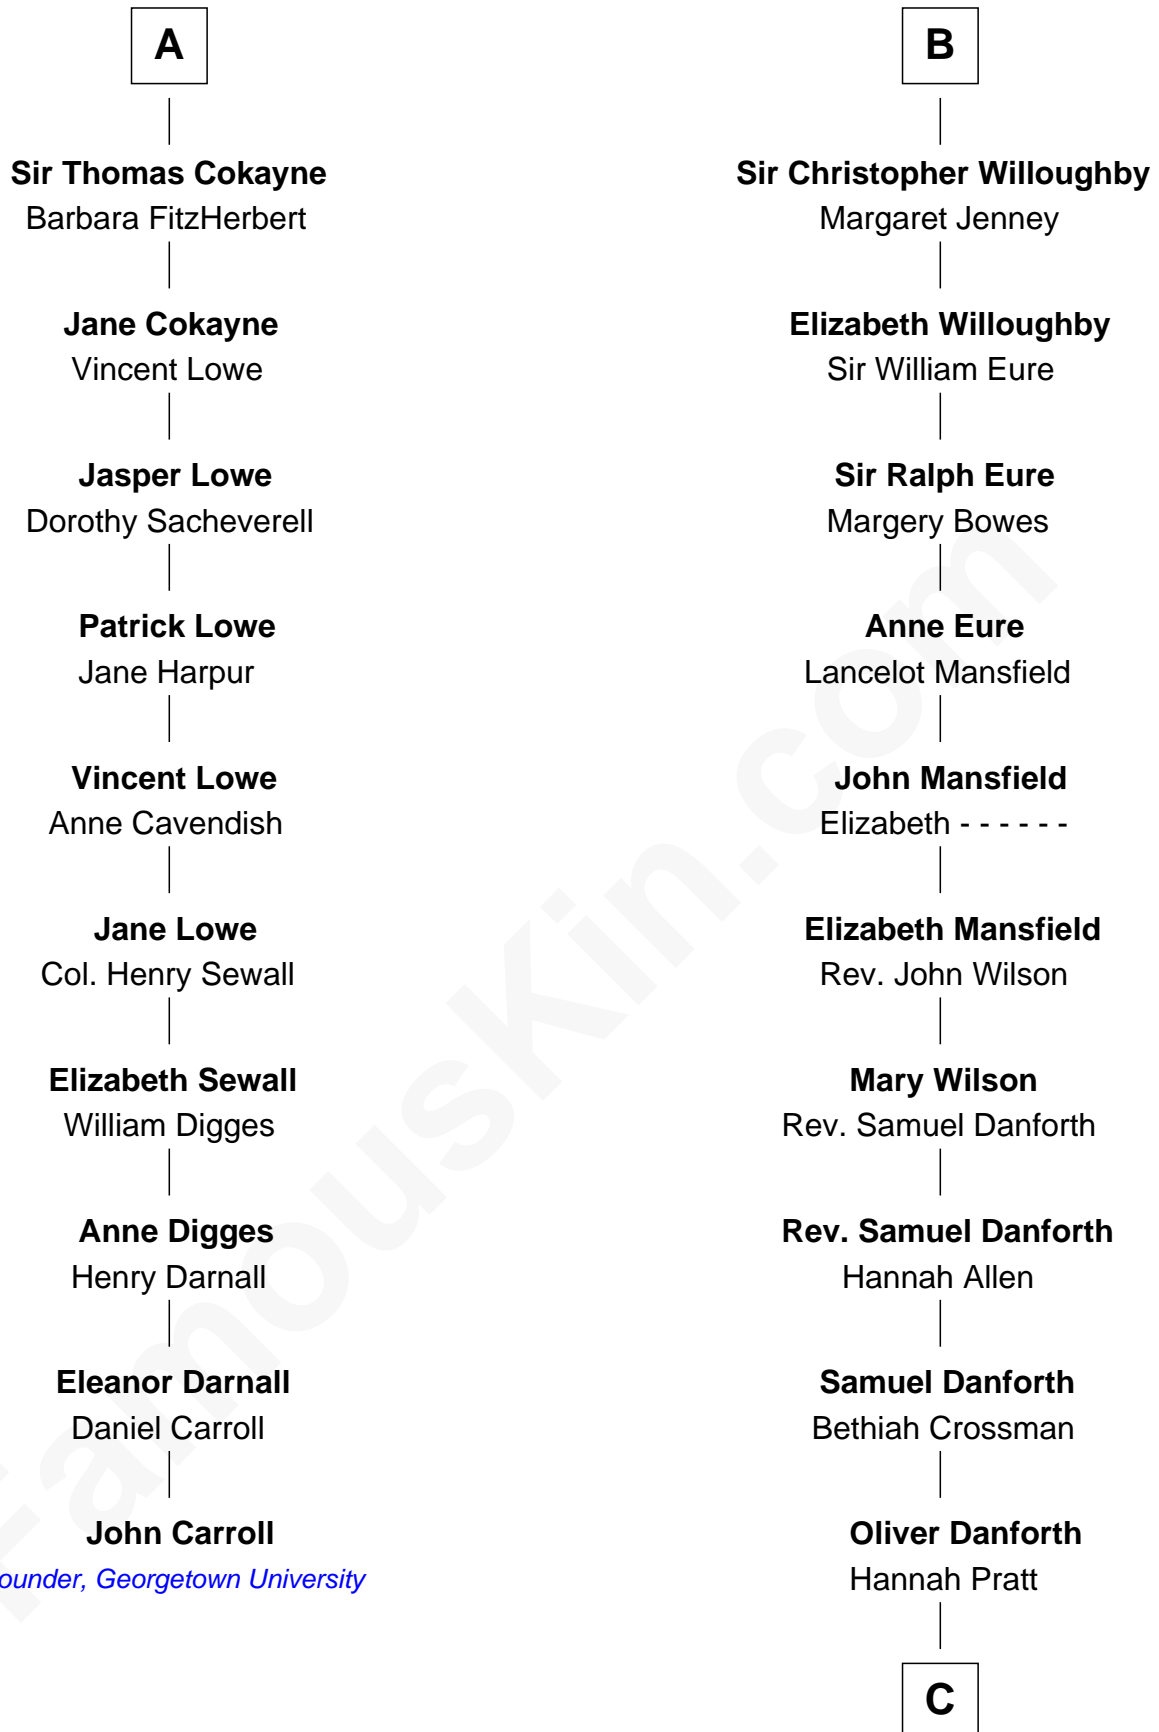 A
Sir Thomas Cokayne
Barbara FitzHerbert
Jane Cokayne
Vincent Lowe
Jasper Lowe
Dorothy Sacheverell
Patrick Lowe
Jane Harpur
Vincent Lowe
Anne Cavendish
Jane Lowe
Col. Henry Sewall
Elizabeth Sewall
William Digges
Anne Digges
Henry Darnall
Eleanor Darnall
Daniel Carroll
John Carroll
ounder, Georgetown University
B
Sir Christopher Willoughby
Margaret Jenney
Elizabeth Willoughby
Sir William Eure
Sir Ralph Eure
Margery Bowes
Anne Eure
Lancelot Mansfield
John Mansfield
Elizabeth - - - - - -
Elizabeth Mansfield
Rev. John Wilson
Mary Wilson
Rev. Samuel Danforth
Rev. Samuel Danforth
Hannah Allen
Samuel Danforth
Bethiah Crossman
Oliver Danforth
Hannah Pratt
C
FamousKin.com